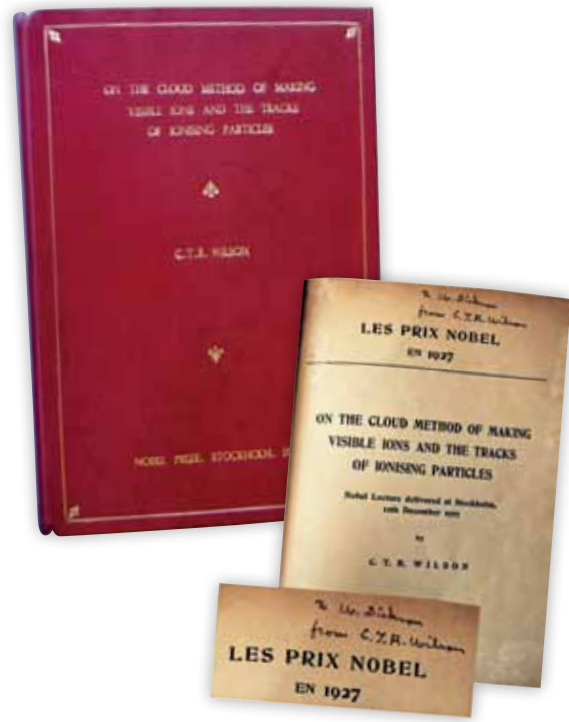 ON THE CLOUD METHOD OF MAKING
VISIBLE IONS AND THE TRACKS
OF IONISING PARTICLES
C.T.R. WILSON
NOBEL PRIZE, STOCKHOLM,
from C.T.R. Wilson
LES PRIX NOBEL
EN 1927
ON THE CLOUD METHOD OF MAKING
VISIBLE IONS AND THE TRACKS
OF IONISING PARTICLES
Nobel Lecture delivered at Stockholm,
December
by
C. T. R. WILSON
from C.T.R. Wilson
LES PRIX NOBEL
EN 1927